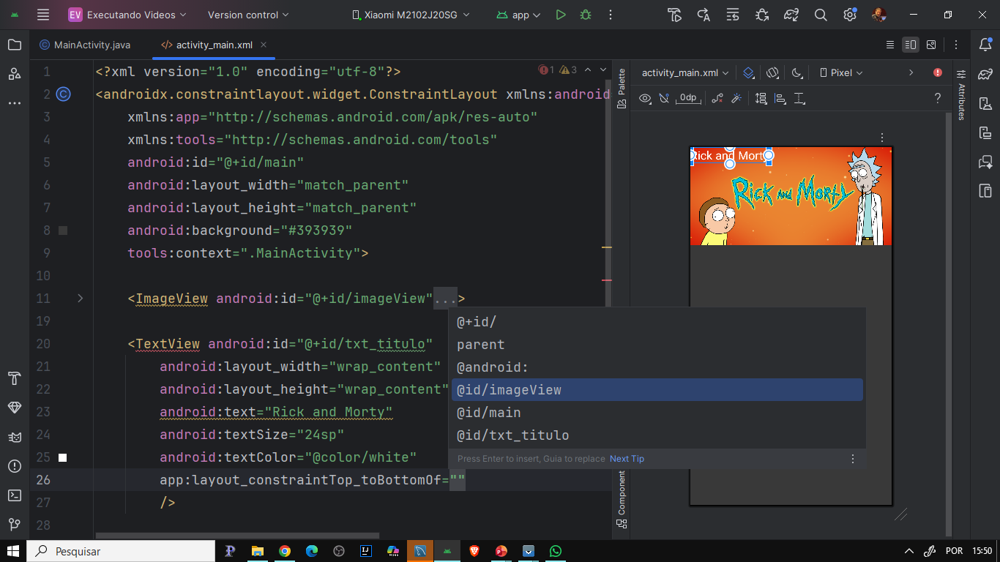 EV Executando Videos
Version control
Xiaomi M2102J20SG
app
MainActivity.java
activity_main.xml
1 <?xml version="1.0" encoding="utf-8"?>
1 3
2 <androidx.constraintlayout.widget.ConstraintLayout xmlns:android
3 xmlns:app="http://schemas.android.com/apk/res-auto"
4 xmlns:tools="http://schemas.android.com/tools"
5 android:id="@+id/main"
6 android:layout_width="match_parent"
7 android:layout_height="match_parent"
8 android:background="#393939"
9 tools:context=".MainActivity">
10
11 <ImageView android:id="@+id/imageView"...>
19
20 <TextView android:id="@+id/txt_titulo"
21 android:layout_width="wrap_content"
22 android:layout_height="wrap_content"
23 android:text="Rick and Morty"
24 android:textSize="24sp"
25 android:textColor="@color/white"
26 app:layout_constraintTop_toBottomOf=""
27 />
28
@+id/
parent
@android:
@id/imageView
@id/main
@id/txt_titulo
Press Enter to insert, Guia to replace Next Tip
Palette
Component
activity_main.xml
Pixel
0dp
?
Attributes
Rick and Morty
RICK AND MORTY
Pesquisar
POR
15:50